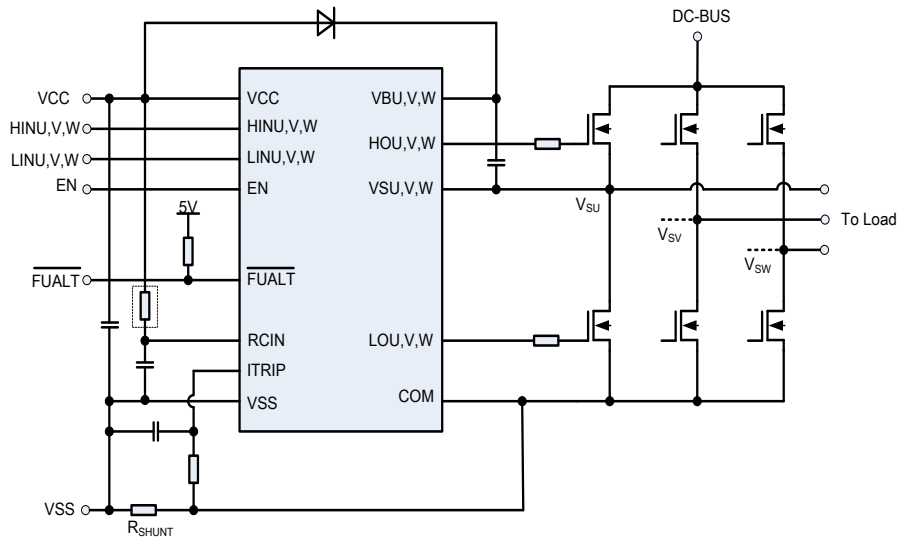 DC-BUS
VCC
VCC
VBU,V,W
HINU,V,W
HINU,V,W
HOU,V,W
LINU,V,W
LINU,V,W
EN
EN
VSU,V,W
5V
VSU
VSV
To Load
VSW
FUALT
FUALT
RCIN
LOU,V,W
ITRIP
VSS
COM
VSS
RSHUNT